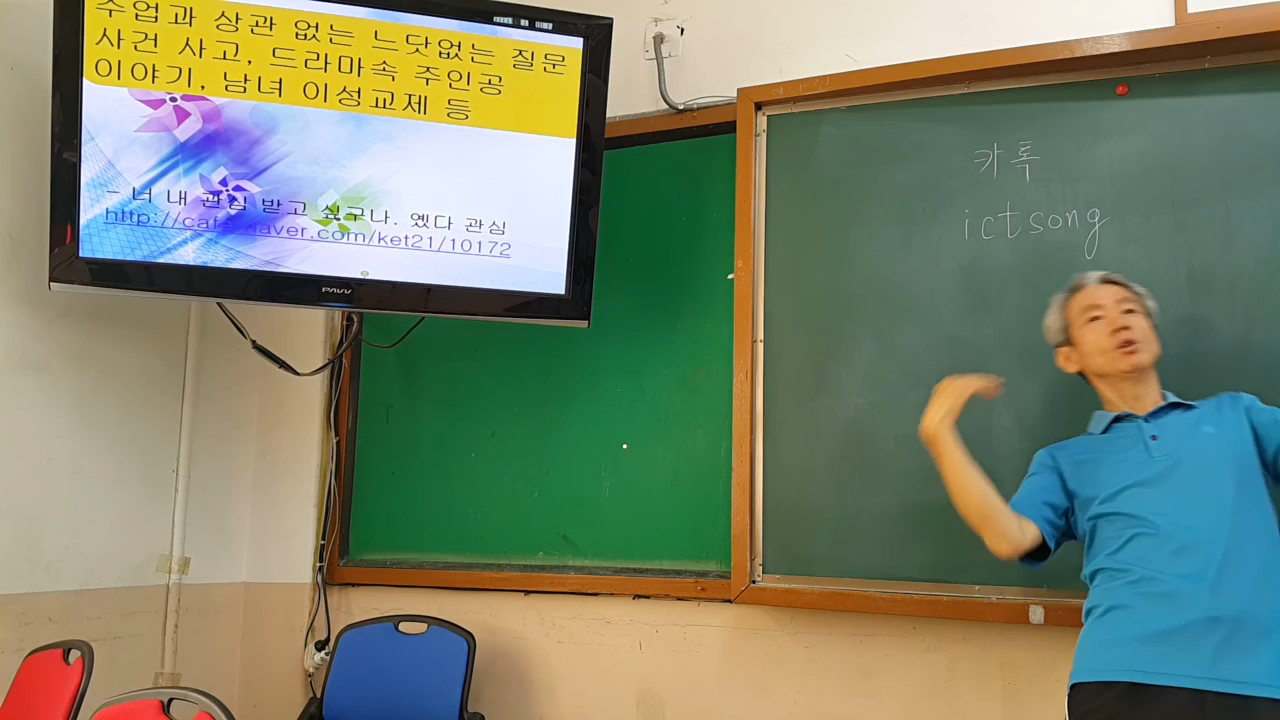 수업과 상관 없는 느닷없는 질문
사건 사고, 드라마속 주인공
이야기, 남녀 이성교제 등
- 너 내 관심 받고 싶구나. 옜다 관심
http://cafe.naver.com/ket21/10172
카톡
ictsong